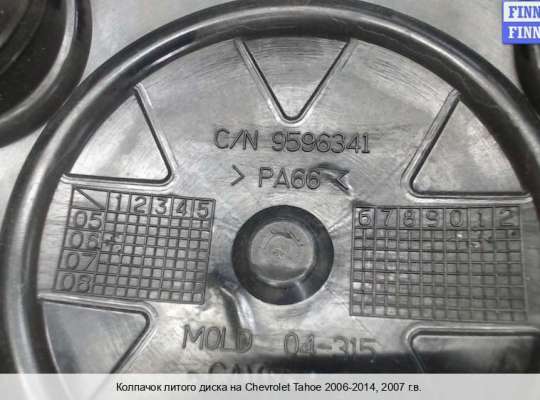 FINN
FINN
C/N 9596341
> PA66 <
1 2 3 4 5
05
06
07
08
6 7 8 9 0 1 2
MOLD 04-315
Колпачок литого диска на Chevrolet Tahoe 2006-2014, 2007 г.в.